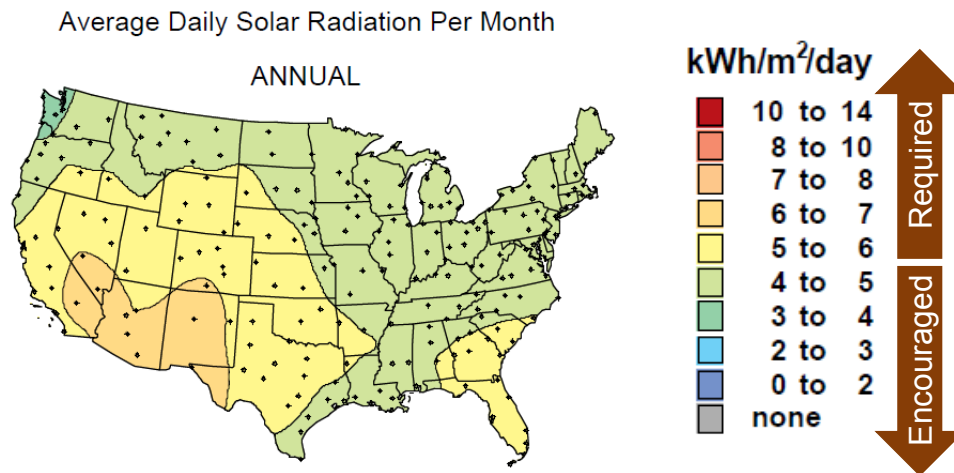 Average Daily Solar Radiation Per Month
ANNUAL
kWh/m²/day
10 to 14
8 to 10
7 to 8
6 to 7
5 to 6
4 to 5
3 to 4
2 to 3
0 to 2
none
Required
Encouraged